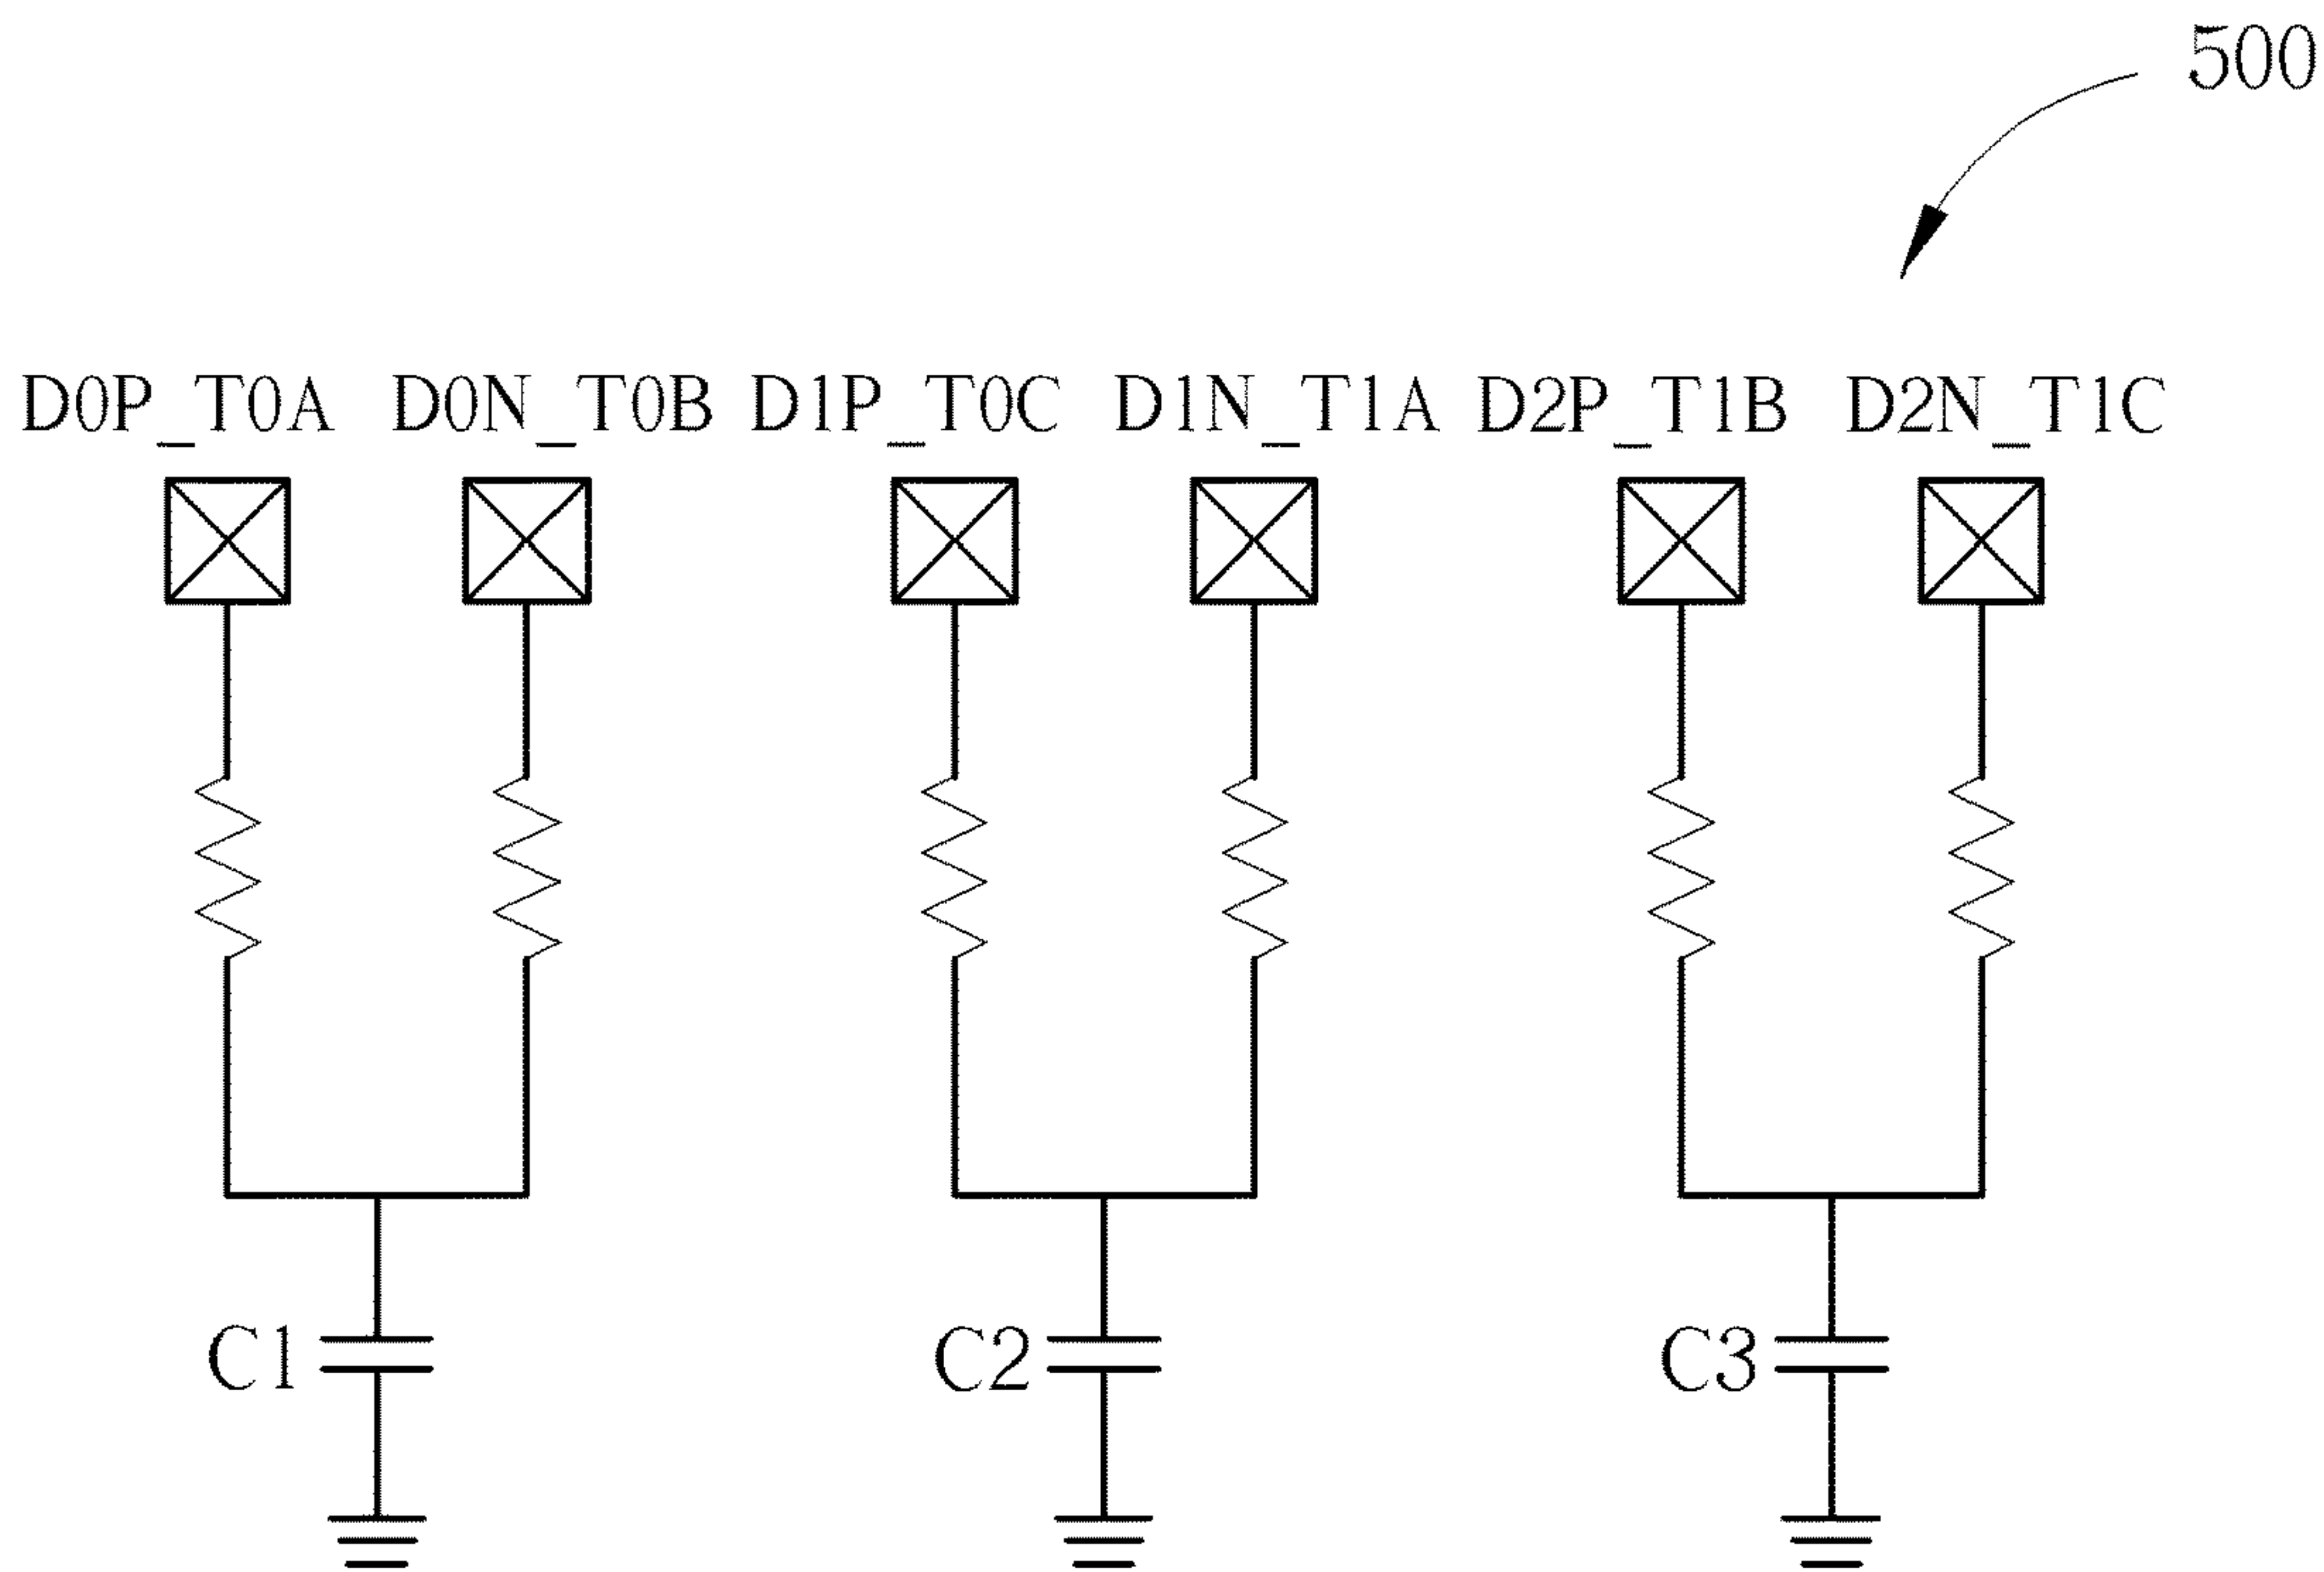 500
D0P_T0A D0N_T0B D1P_T0C D1N_T1A D2P_T1B D2N_T1C
C1 C2 C3